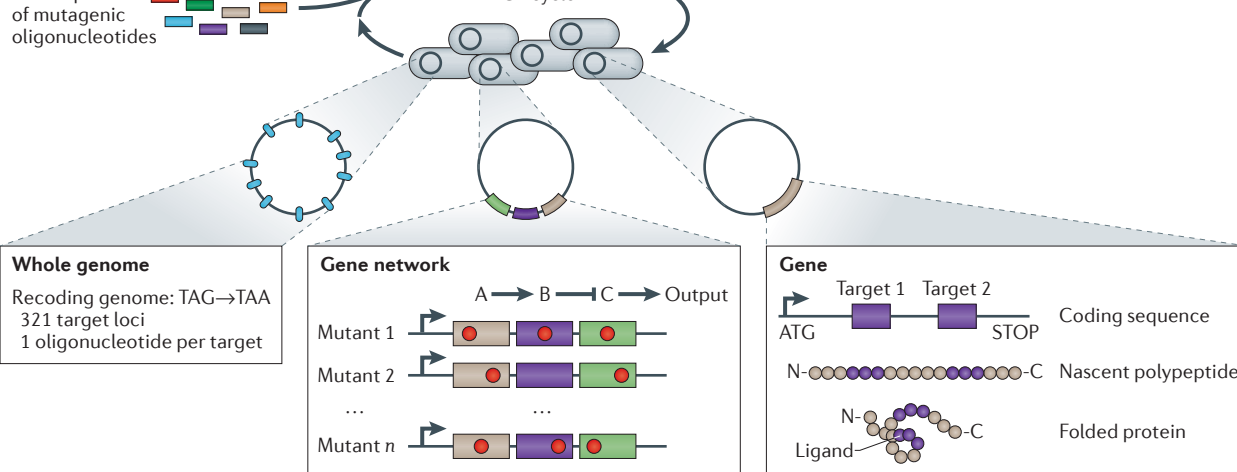 of mutagenic
oligonucleotides
Whole genome
Recoding genome: TAG→TAA
321 target loci
1 oligonucleotide per target
Gene network
A B C Output
Mutant 1
Mutant 2
... ...
Mutant n
Gene
Target 1 Target 2
ATG STOP Coding sequence
N- -C Nascent polypeptide
N- -C Folded protein
Ligand